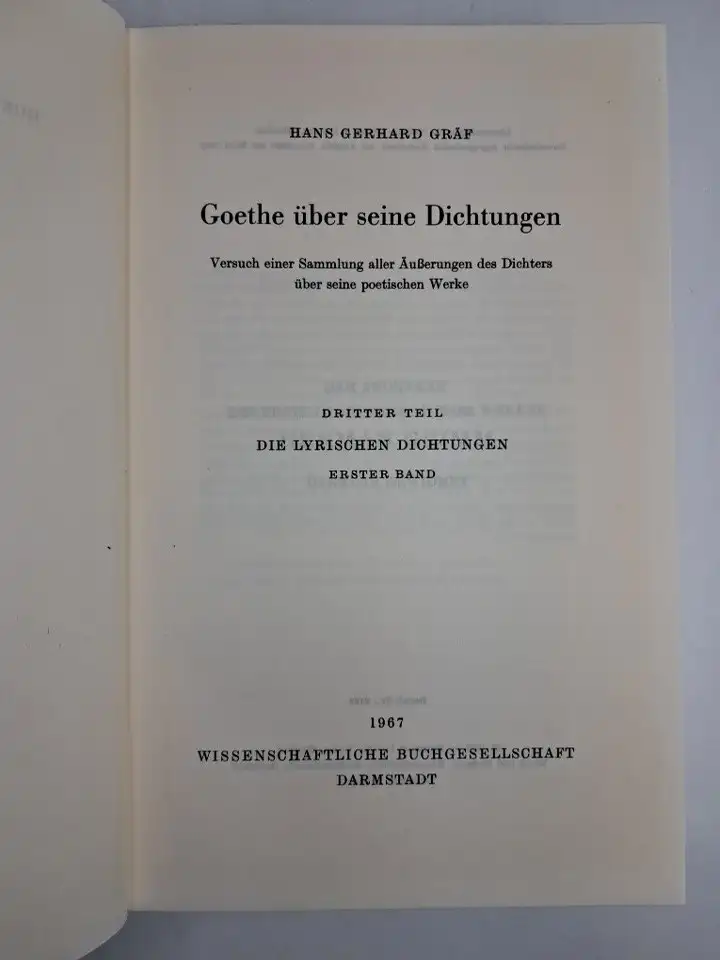 HANS GERHARD GRÄF
Goethe über seine Dichtungen
Versuch einer Sammlung aller Äußerungen des Dichters
über seine poetischen Werke
DRITTER TEIL
DIE LYRISCHEN DICHTUNGEN
ERSTER BAND
1967
WISSENSCHAFTLICHE BUCHGESELLSCHAFT
DARMSTADT